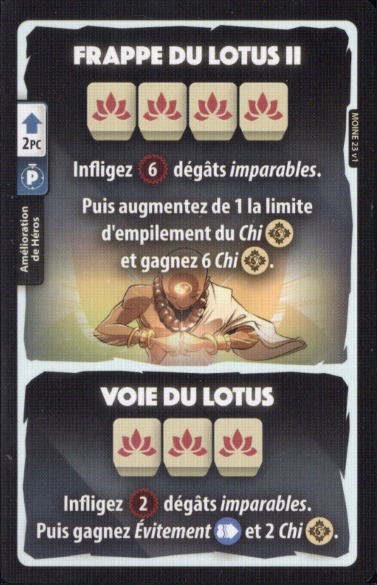 FRAPPE DU LOTUS II
Infligez 6 dégâts imparables.
Puis augmentez de 1 la limite
d'empilement du Chi
et gagnez 6 Chi.
2PC
P
Amélioration
de Héros
MOINE 23 v1
VOIE DU LOTUS
Infligez 2 dégâts imparables.
Puis gagnez Évitement et 2 Chi.